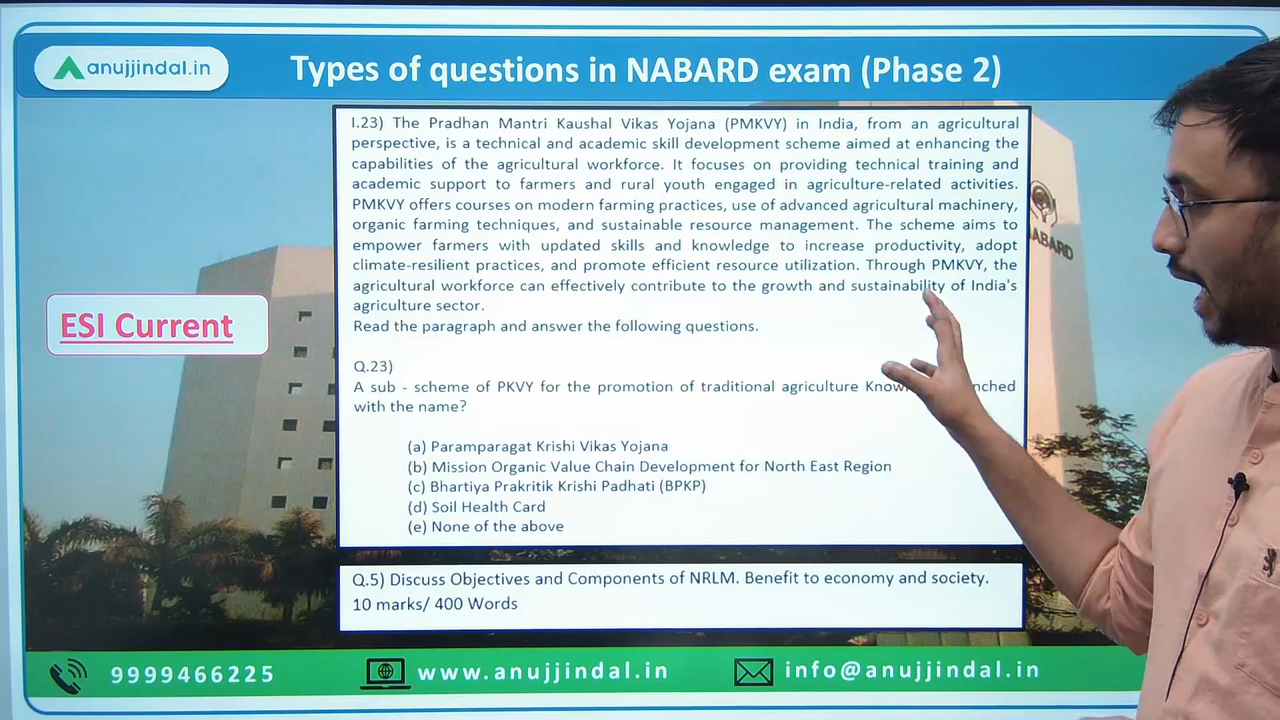 anujjindal.in
Types of questions in NABARD exam (Phase 2)
I.23) The Pradhan Mantri Kaushal Vikas Yojana (PMKVY) in India, from an agricultural
perspective, is a technical and academic skill development scheme aimed at enhancing the
capabilities of the agricultural workforce. It focuses on providing technical training and
academic support to farmers and rural youth engaged in agriculture-related activities.
PMKVY offers courses on modern farming practices, use of advanced agricultural machinery,
organic farming techniques, and sustainable resource management. The scheme aims to
empower farmers with updated skills and knowledge to increase productivity, adopt
climate-resilient practices, and promote efficient resource utilization. Through PMKVY, the
agricultural workforce can effectively contribute to the growth and sustainability of India's
agriculture sector.
Read the paragraph and answer the following questions.
ESI Current
Q.23)
A sub - scheme of PKVY for the promotion of traditional agriculture
with the name?
(a) Paramparagat Krishi Vikas Yojana
(b) Mission Organic Value Chain Development for North East Region
(c) Bhartiya Prakritik Krishi Padhati (BPKP)
(d) Soil Health Card
(e) None of the above
Q.5) Discuss Objectives and Components of NRLM. Benefit to economy and society.
10 marks/ 400 Words
9999466225
www.anujjindal.in
info@anujjindal.in